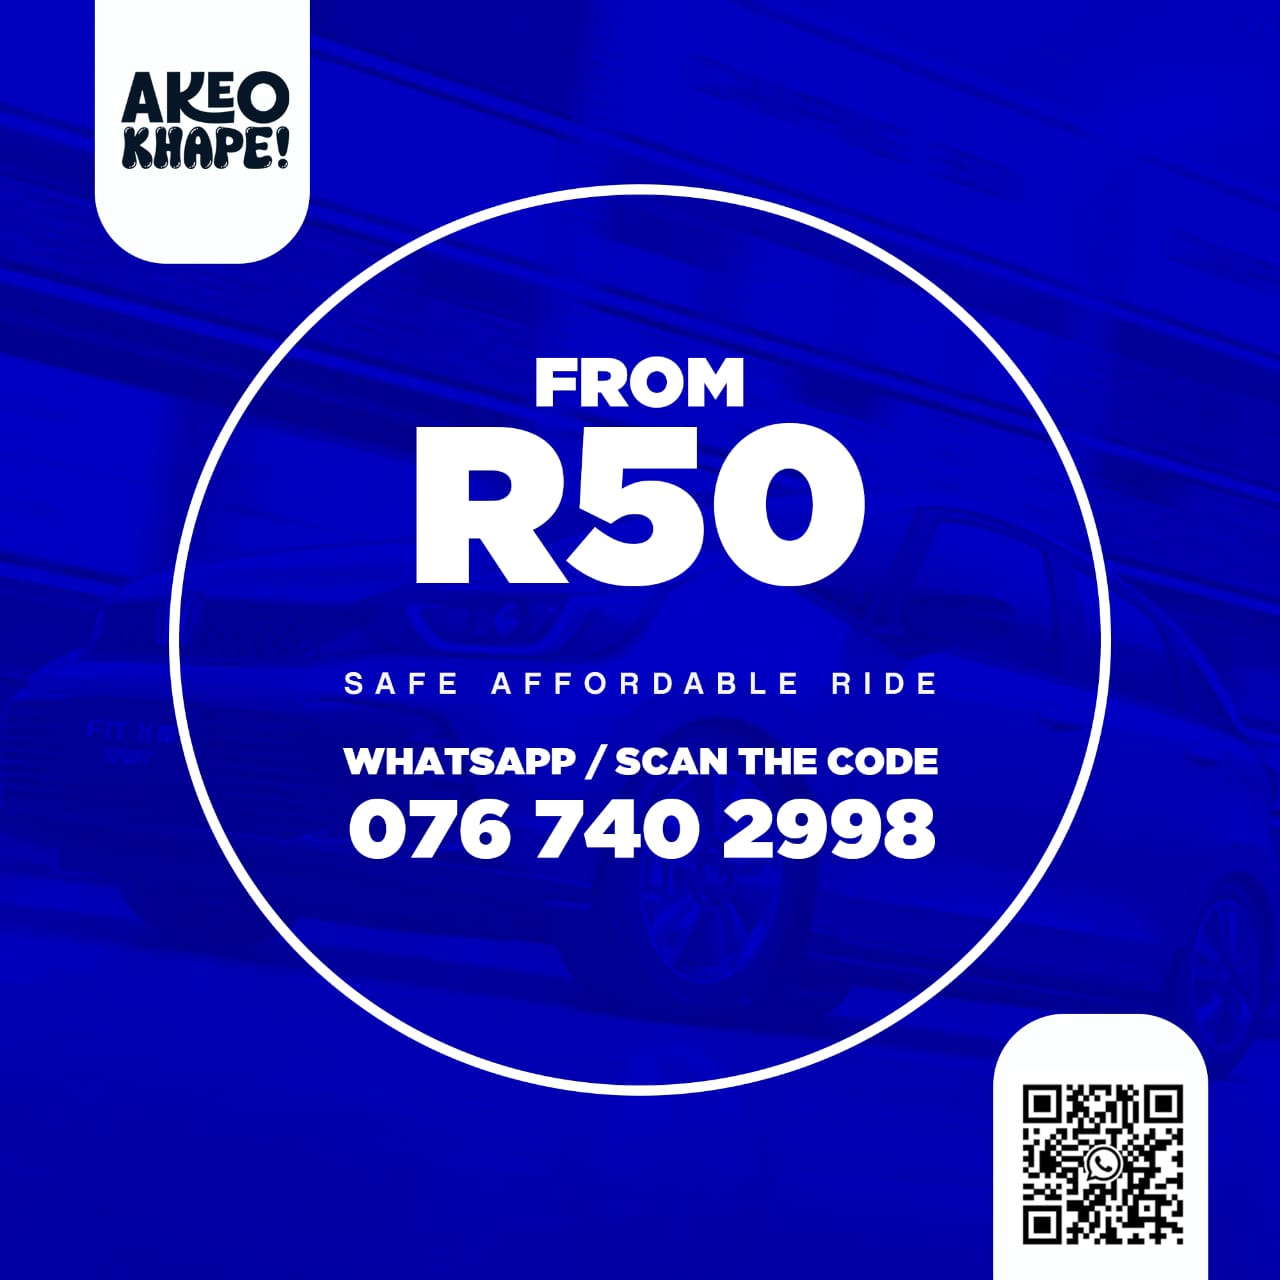 AKEO
KHAPE!
FROM
R50
SAFE AFFORDABLE RIDE
WHATSAPP / SCAN THE CODE
076 740 2998